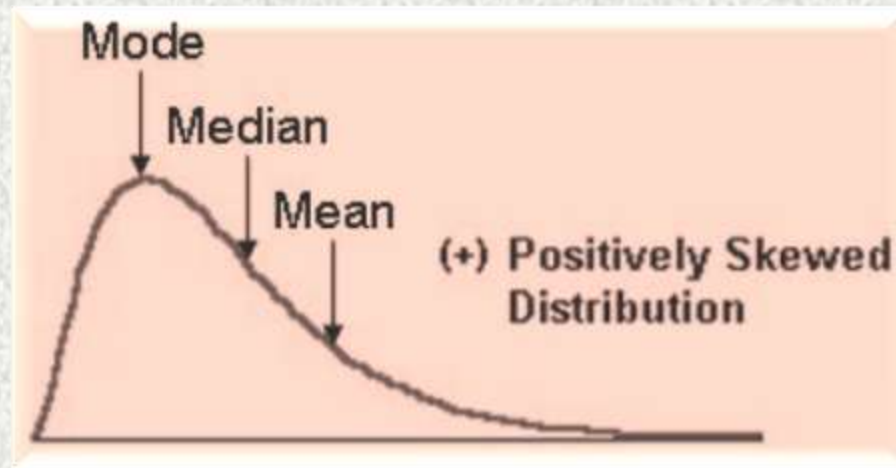 Mode
Median
Mean
(+) Positively Skewed
Distribution